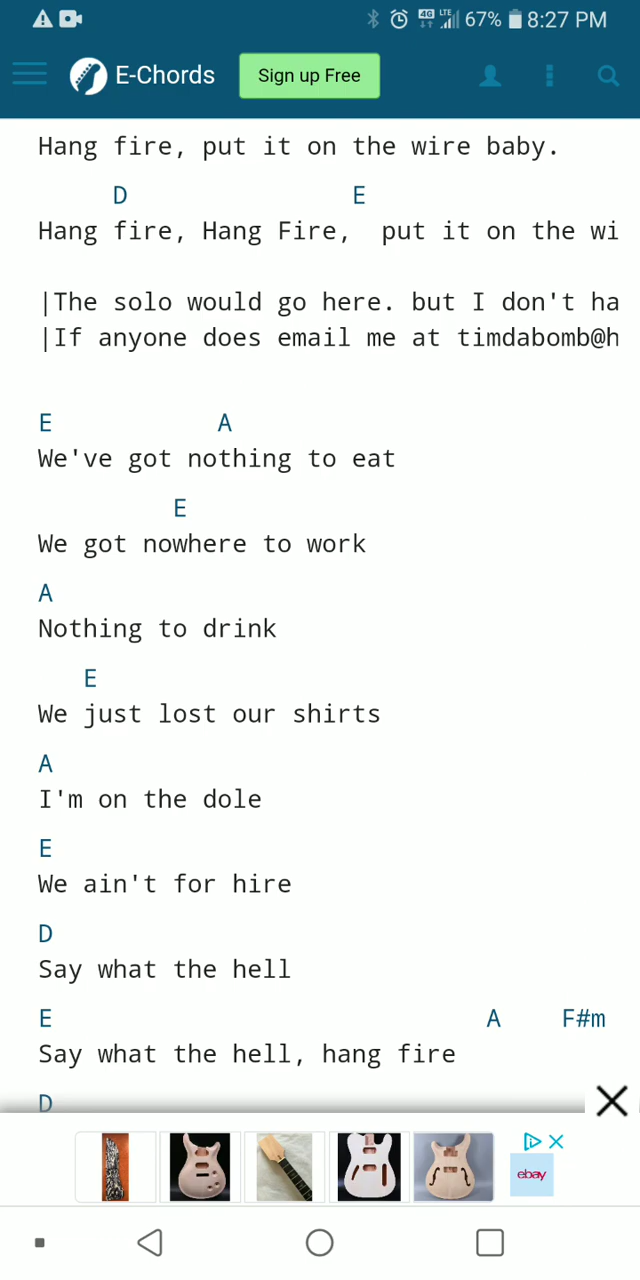 4G LTE 67% 8:27 PM
E-Chords Sign up Free
Hang fire, put it on the wire baby.
D E
Hang fire, Hang Fire, put it on the wi
|The solo would go here. but I don't ha
|If anyone does email me at timdabomb@h
E A
We've got nothing to eat
E
We got nowhere to work
A
Nothing to drink
E
We just lost our shirts
A
I'm on the dole
E
We ain't for hire
D
Say what the hell
E A F#m
Say what the hell, hang fire
D
ebay